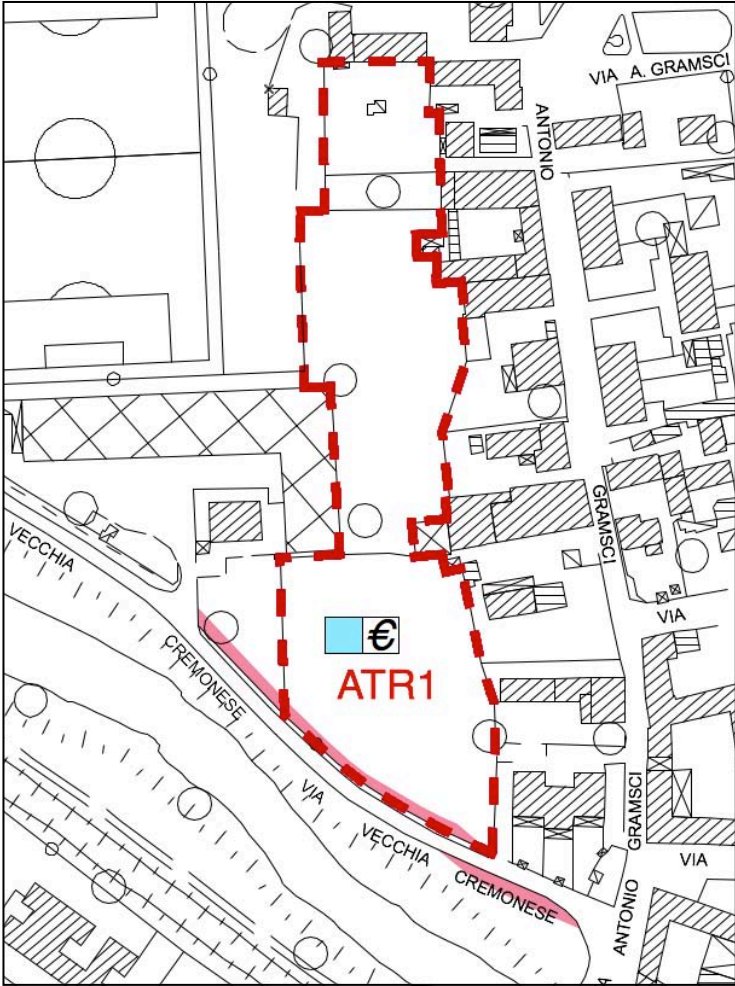 VIA A. GRAMSCI
ANTONIO
GRAMSCI
VECCHIA
CREMONESE
VIA
VECCHIA
CREMONESE
€
ATR1
VIA
GRAMSCI
VIA
ANTONIO
A